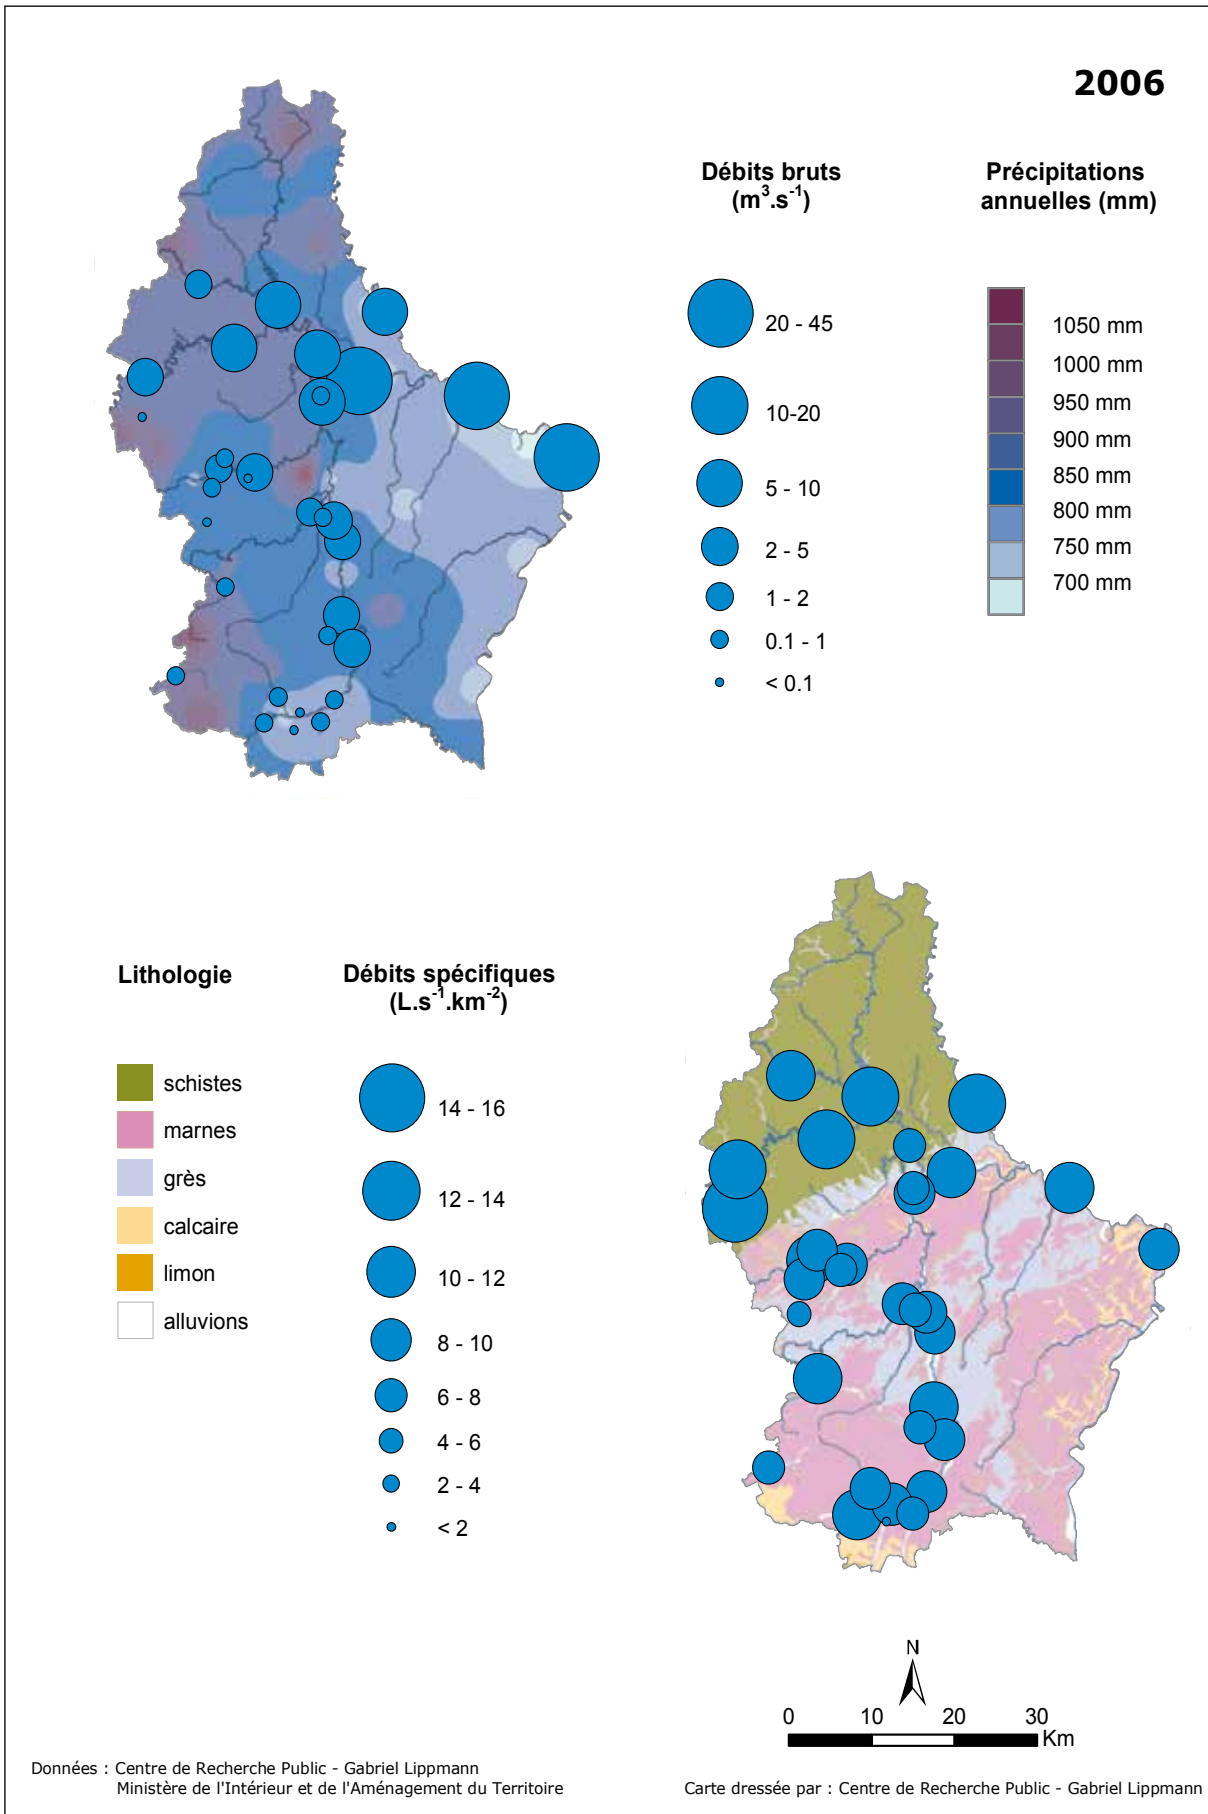 2006
Débits bruts
(m³.s⁻¹)
20 - 45
10-20
5 - 10
2 - 5
1 - 2
0.1 - 1
< 0.1
Précipitations
annuelles (mm)
1050 mm
1000 mm
950 mm
900 mm
850 mm
800 mm
750 mm
700 mm
Lithologie
schistes
marnes
grès
calcaire
limon
alluvions
Débits spécifiques
(L.s⁻¹.km⁻²)
14 - 16
12 - 14
10 - 12
8 - 10
6 - 8
4 - 6
2 - 4
< 2
N
0 10 20 30
Km
Données : Centre de Recherche Public - Gabriel Lippmann
Ministère de l'Intérieur et de l'Aménagement du Territoire
Carte dressée par : Centre de Recherche Public - Gabriel Lippmann